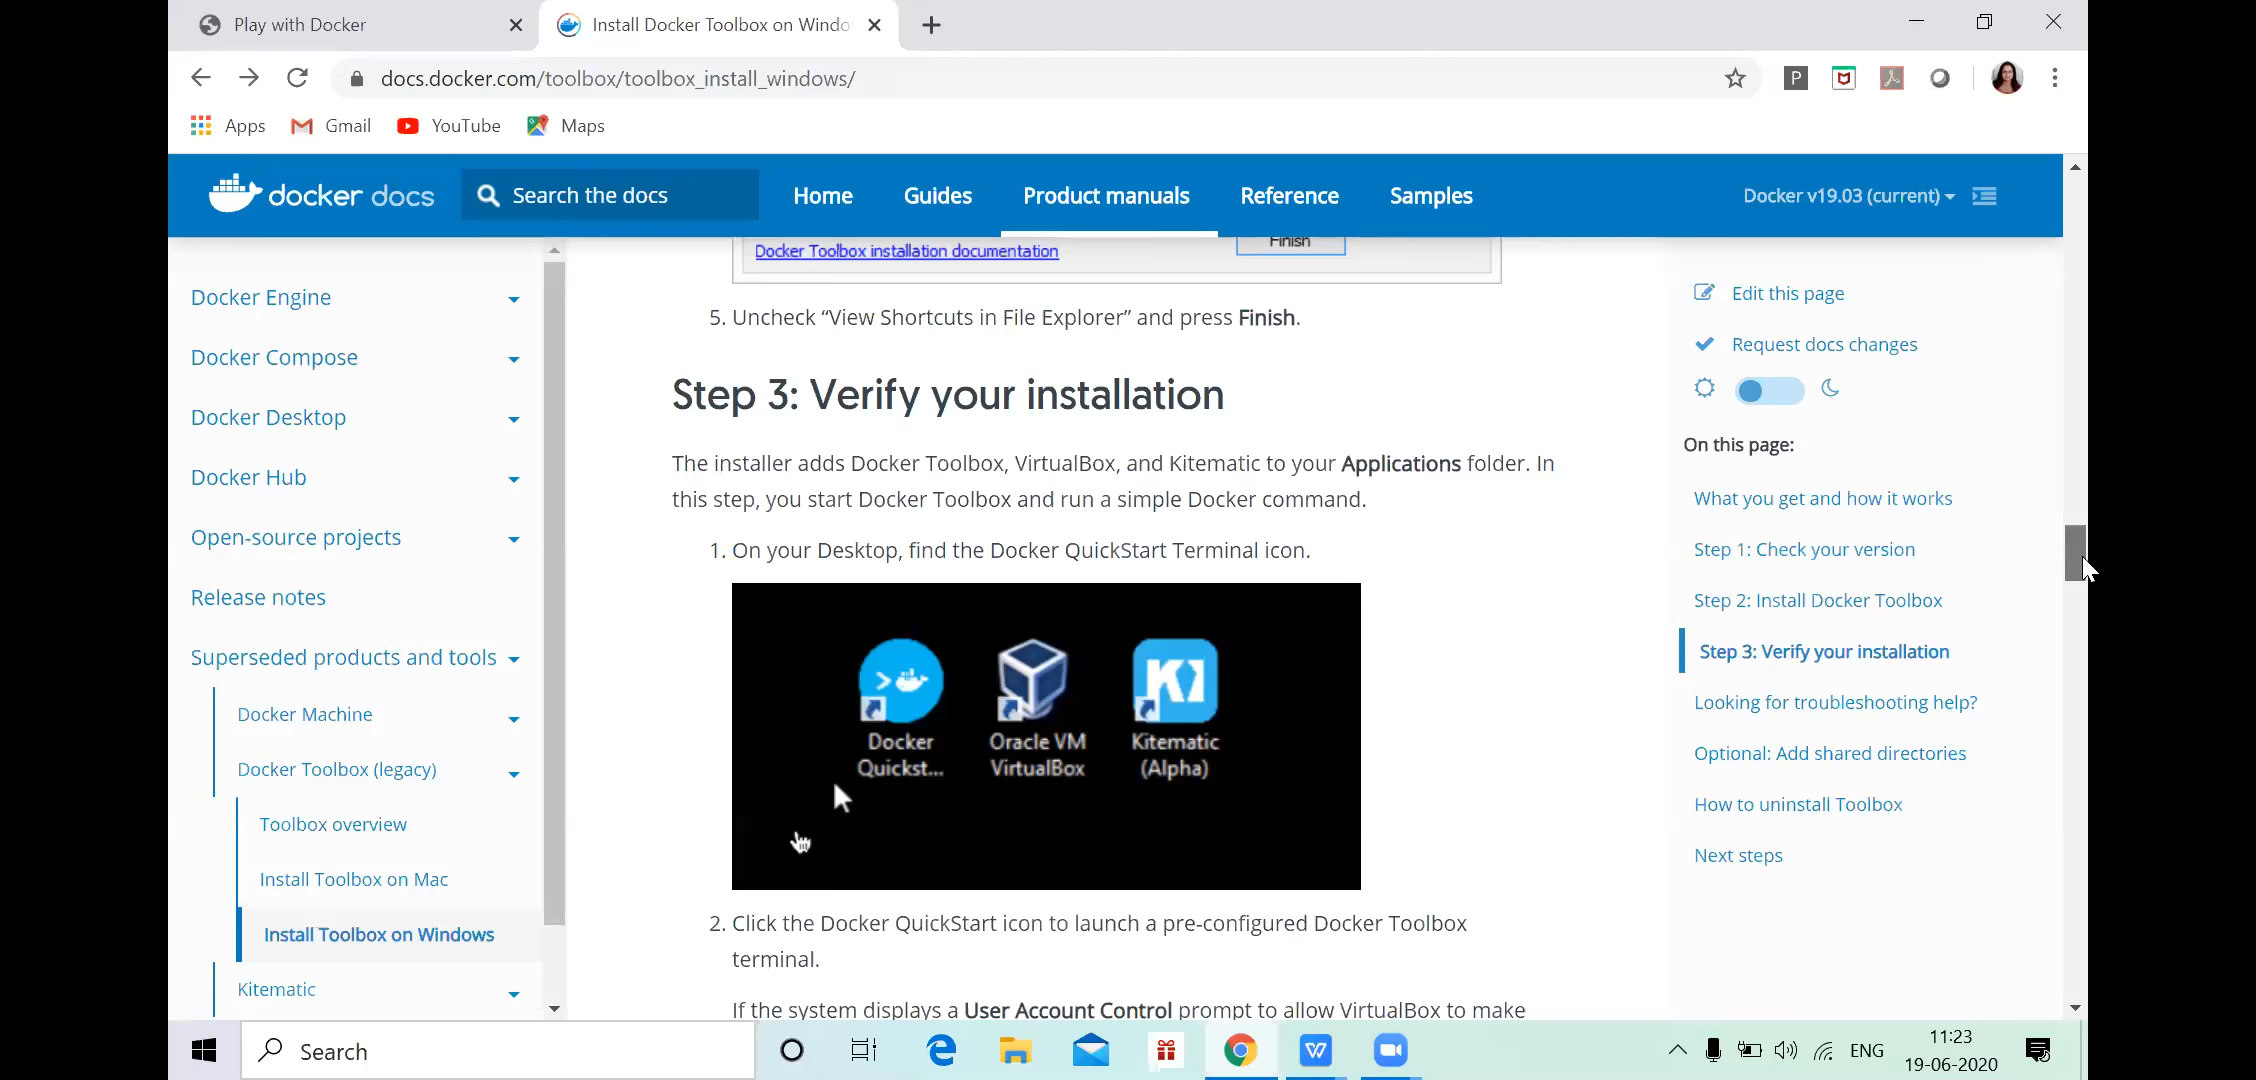 Play with Docker
Install Docker Toolbox on Windo
docs.docker.com/toolbox/toolbox_install_windows/
P
Apps
Gmail
YouTube
Maps
docker docs
Search the docs
Home
Guides
Product manuals
Reference
Samples
Docker v19.03 (current)
Docker Engine
Docker Compose
Docker Desktop
Docker Hub
Open-source projects
Release notes
Superseded products and tools
Docker Machine
Docker Toolbox (legacy)
Toolbox overview
Install Toolbox on Mac
Install Toolbox on Windows
Kitematic
Docker Toolbox installation documentation
Finish
5. Uncheck “View Shortcuts in File Explorer” and press Finish.
Step 3: Verify your installation
The installer adds Docker Toolbox, VirtualBox, and Kitematic to your Applications folder. In
this step, you start Docker Toolbox and run a simple Docker command.
1. On your Desktop, find the Docker QuickStart Terminal icon.
Docker
Quickst...
Oracle VM
VirtualBox
Kitematic
(Alpha)
2. Click the Docker QuickStart icon to launch a pre-configured Docker Toolbox
terminal.
If the system displays a User Account Control prompt to allow VirtualBox to make
Edit this page
Request docs changes
On this page:
What you get and how it works
Step 1: Check your version
Step 2: Install Docker Toolbox
Step 3: Verify your installation
Looking for troubleshooting help?
Optional: Add shared directories
How to uninstall Toolbox
Next steps
Search
ENG
11:23
19-06-2020